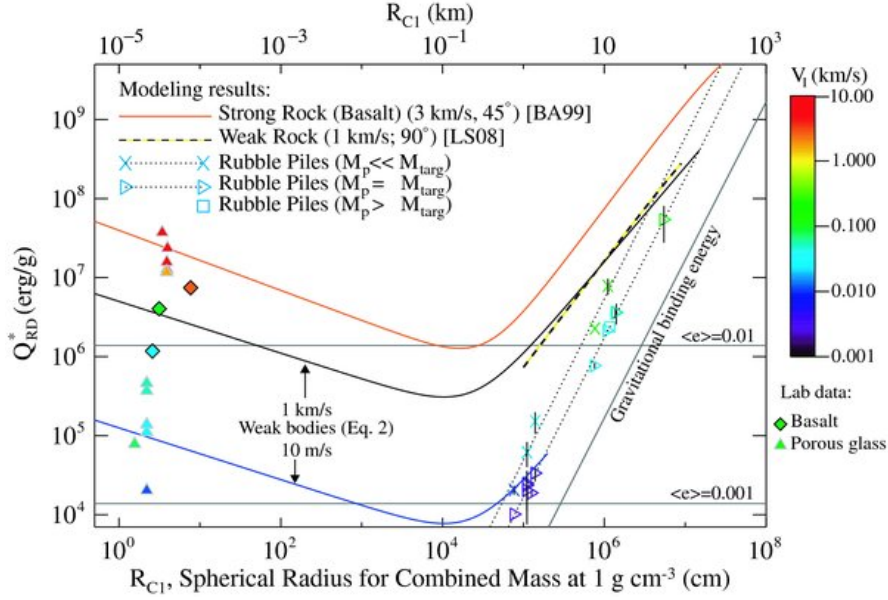 R_C1 (km)
10^-5 10^-3 10^-1 10^1 10^3
Modeling results:
Strong Rock (Basalt) (3 km/s, 45°) [BA99]
Weak Rock (1 km/s; 90°) [LS08]
Rubble Piles (M_p<< M_targ)
Rubble Piles (M_p= M_targ)
Rubble Piles (M_p> M_targ)
V_I (km/s)
10.00
1.000
0.100
0.010
0.001
Lab data:
Basalt
Porous glass
Q*_RD (erg/g)
10^9
10^8
10^7
10^6
10^5
10^4
<e>=0.01
<e>=0.001
Gravitational binding energy
1 km/s
Weak bodies (Eq. 2)
10 m/s
10^0 10^2 10^4 10^6 10^8
R_C1, Spherical Radius for Combined Mass at 1 g cm^-3 (cm)